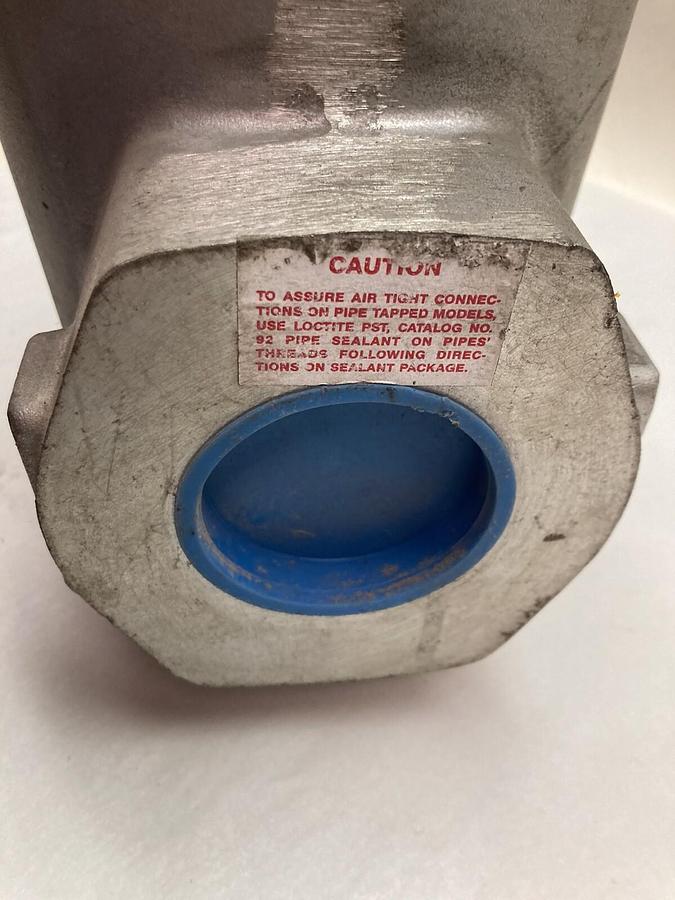 CAUTION
TO ASSURE AIR TIGHT CONNEC-
TIONS ON PIPE TAPPED MODELS,
USE LOCTITE PST, CATALOG NO.
92 PIPE SEALANT ON PIPES'
THREADS FOLLOWING DIREC-
TIONS ON SEALANT PACKAGE.